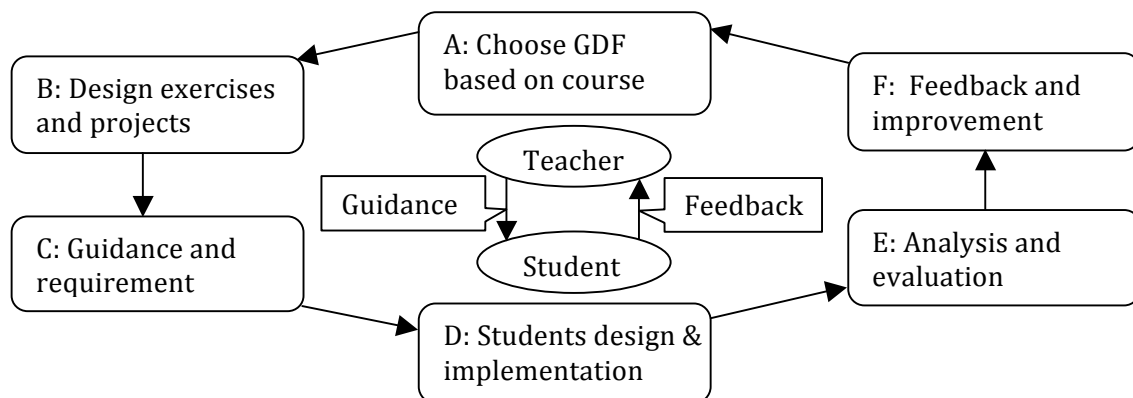 A: Choose GDF
based on course
B: Design exercises
and projects
F: Feedback and
improvement
Teacher
Guidance
Feedback
Student
C: Guidance and
requirement
E: Analysis and
evaluation
D: Students design &
implementation